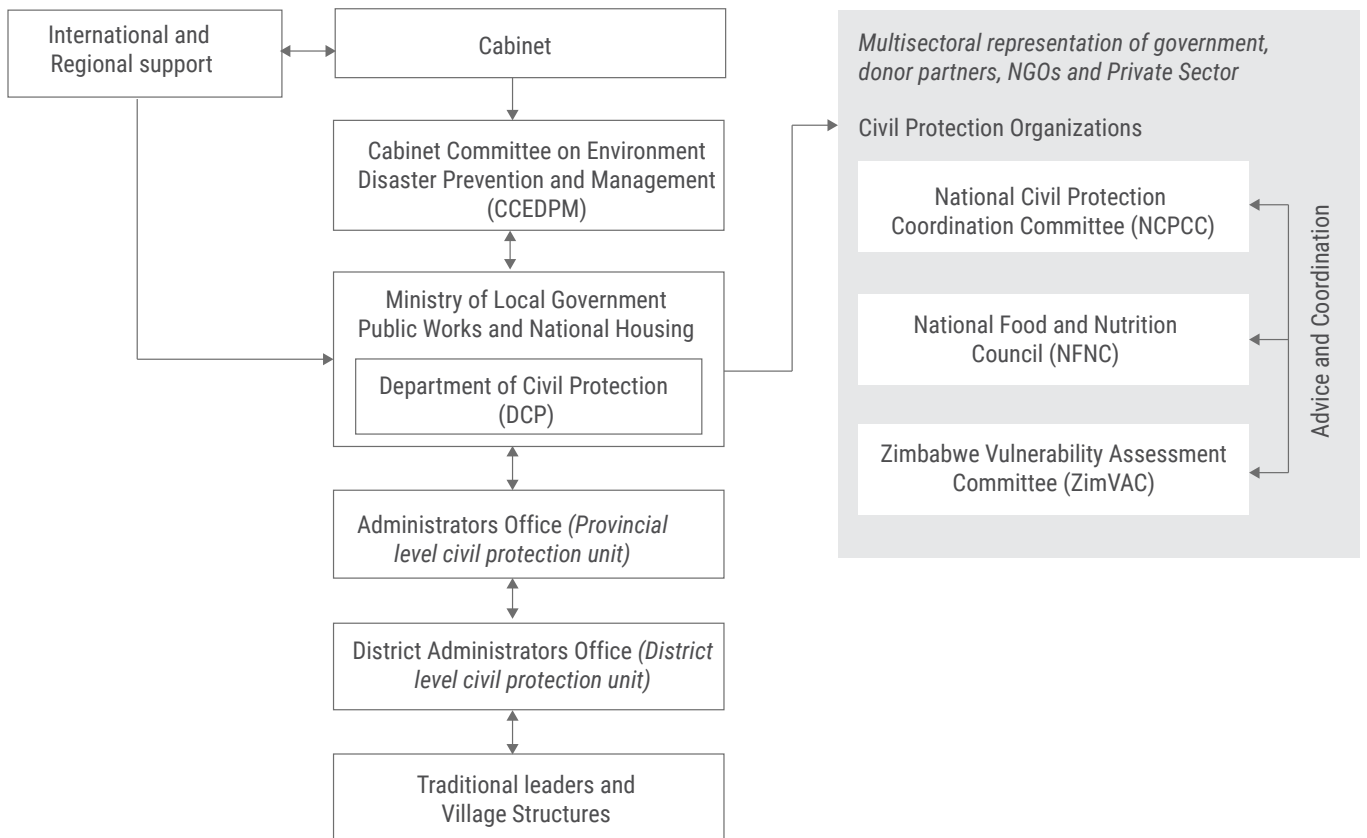 International and
Regional support
Cabinet
Cabinet Committee on Environment
Disaster Prevention and Management
(CCEDPM)
Ministry of Local Government
Public Works and National Housing
Department of Civil Protection
(DCP)
Administrators Office (Provincial
level civil protection unit)
District Administrators Office (District
level civil protection unit)
Traditional leaders and
Village Structures
Multisectoral representation of government,
donor partners, NGOs and Private Sector
Civil Protection Organizations
National Civil Protection
Coordination Committee (NCPCC)
National Food and Nutrition
Council (NFNC)
Zimbabwe Vulnerability Assessment
Committee (ZimVAC)
Advice and Coordination